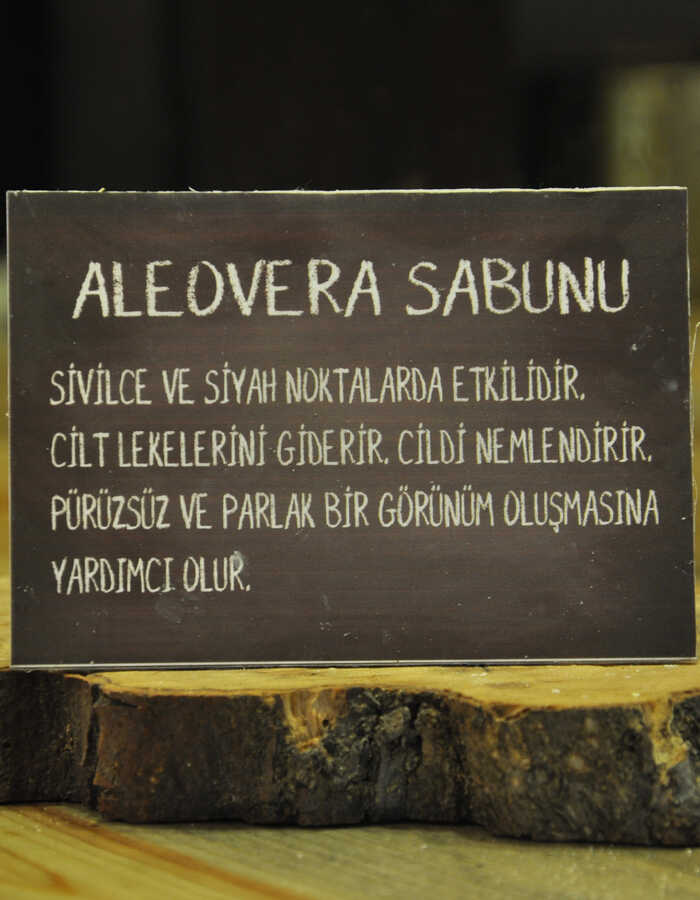 ALEOVERA SABUNU
SİVİLCE VE SİYAH NOKTALARDA ETKİLİDİR.
CİLT LEKELERİNİ GİDERİR. CİLDİ NEMLENDİRİR.
PÜRÜZSÜZ VE PARLAK BİR GÖRÜNÜM OLUŞMASINA
YARDIMCI OLUR.